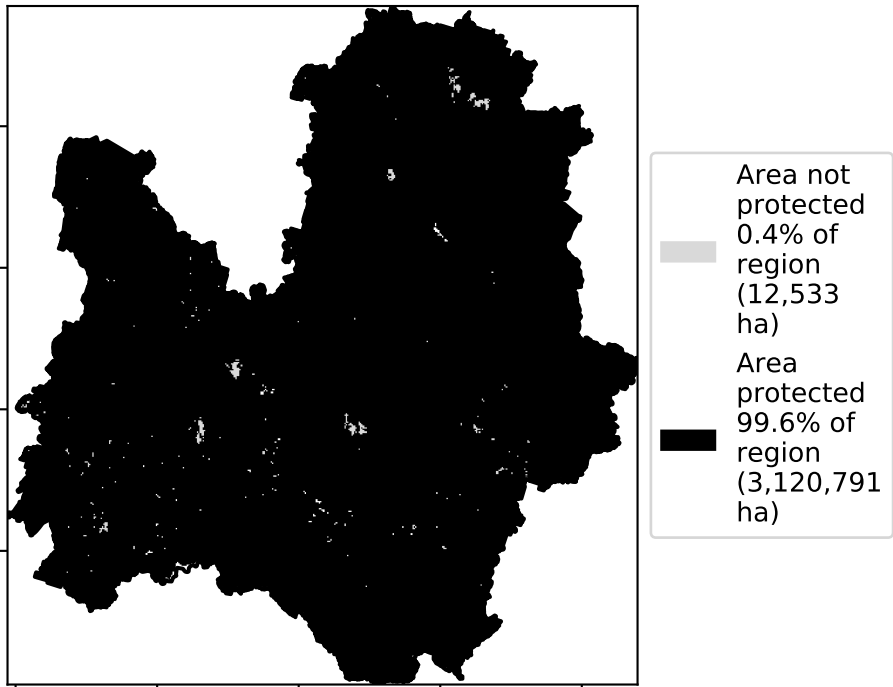 Area not
protected
0.4% of
region
(12,533
ha)
Area
protected
99.6% of
region
(3,120,791
ha)